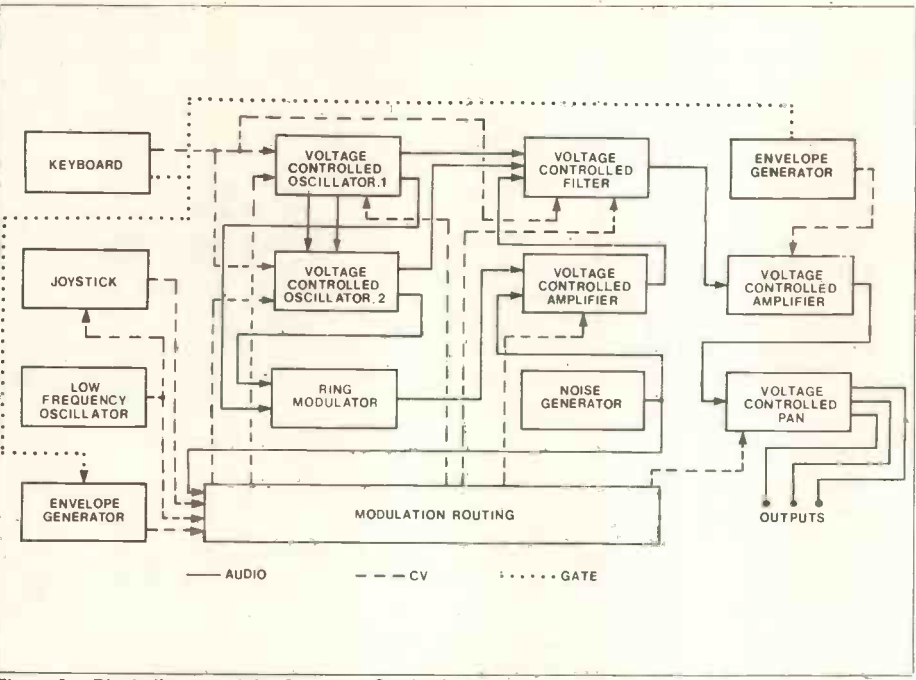 KEYBOARD
VOLTAGE
CONTROLLED
OSCILLATOR.1
VOLTAGE
CONTROLLED
FILTER
ENVELOPE
GENERATOR
JOYSTICK
VOLTAGE
CONTROLLED
OSCILLATOR.2
VOLTAGE
CONTROLLED
AMPLIFIER
VOLTAGE
CONTROLLED
AMPLIFIER
LOW
FREQUENCY
OSCILLATOR
RING
MODULATOR
NOISE
GENERATOR
VOLTAGE
CONTROLLED
PAN
ENVELOPE
GENERATOR
MODULATION ROUTING
OUTPUTS
AUDIO
CV
GATE